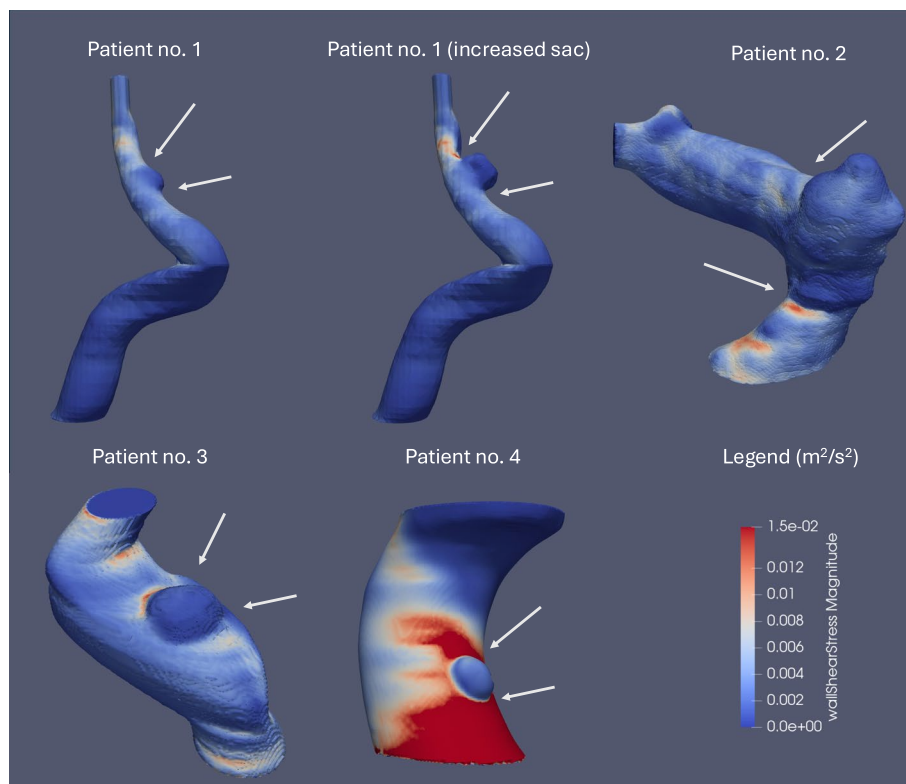 Patient no. 1
Patient no. 1 (increased sac)
Patient no. 2
Patient no. 3
Patient no. 4
Legend (m²/s²)
1.5e-02
0.012
0.01
0.008
0.006
0.004
0.002
0.0e+00
wallShearStress Magnitude